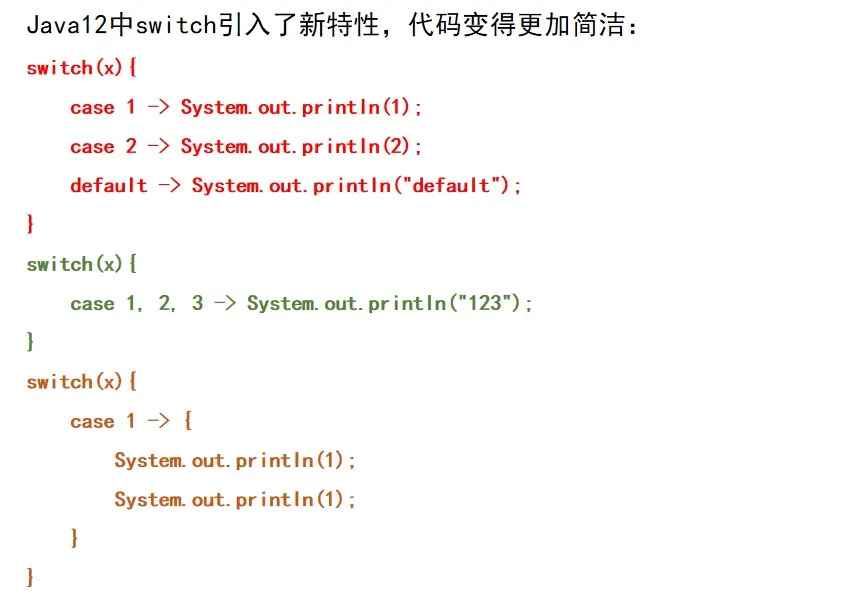 Java12中switch引入了新特性，代码变得更加简洁：
switch(x){
    case 1 -> System.out.println(1);
    case 2 -> System.out.println(2);
    default -> System.out.println("default");
}
switch(x){
    case 1, 2, 3 -> System.out.println("123");
}
switch(x){
    case 1 -> {
        System.out.println(1);
        System.out.println(1);
    }
}